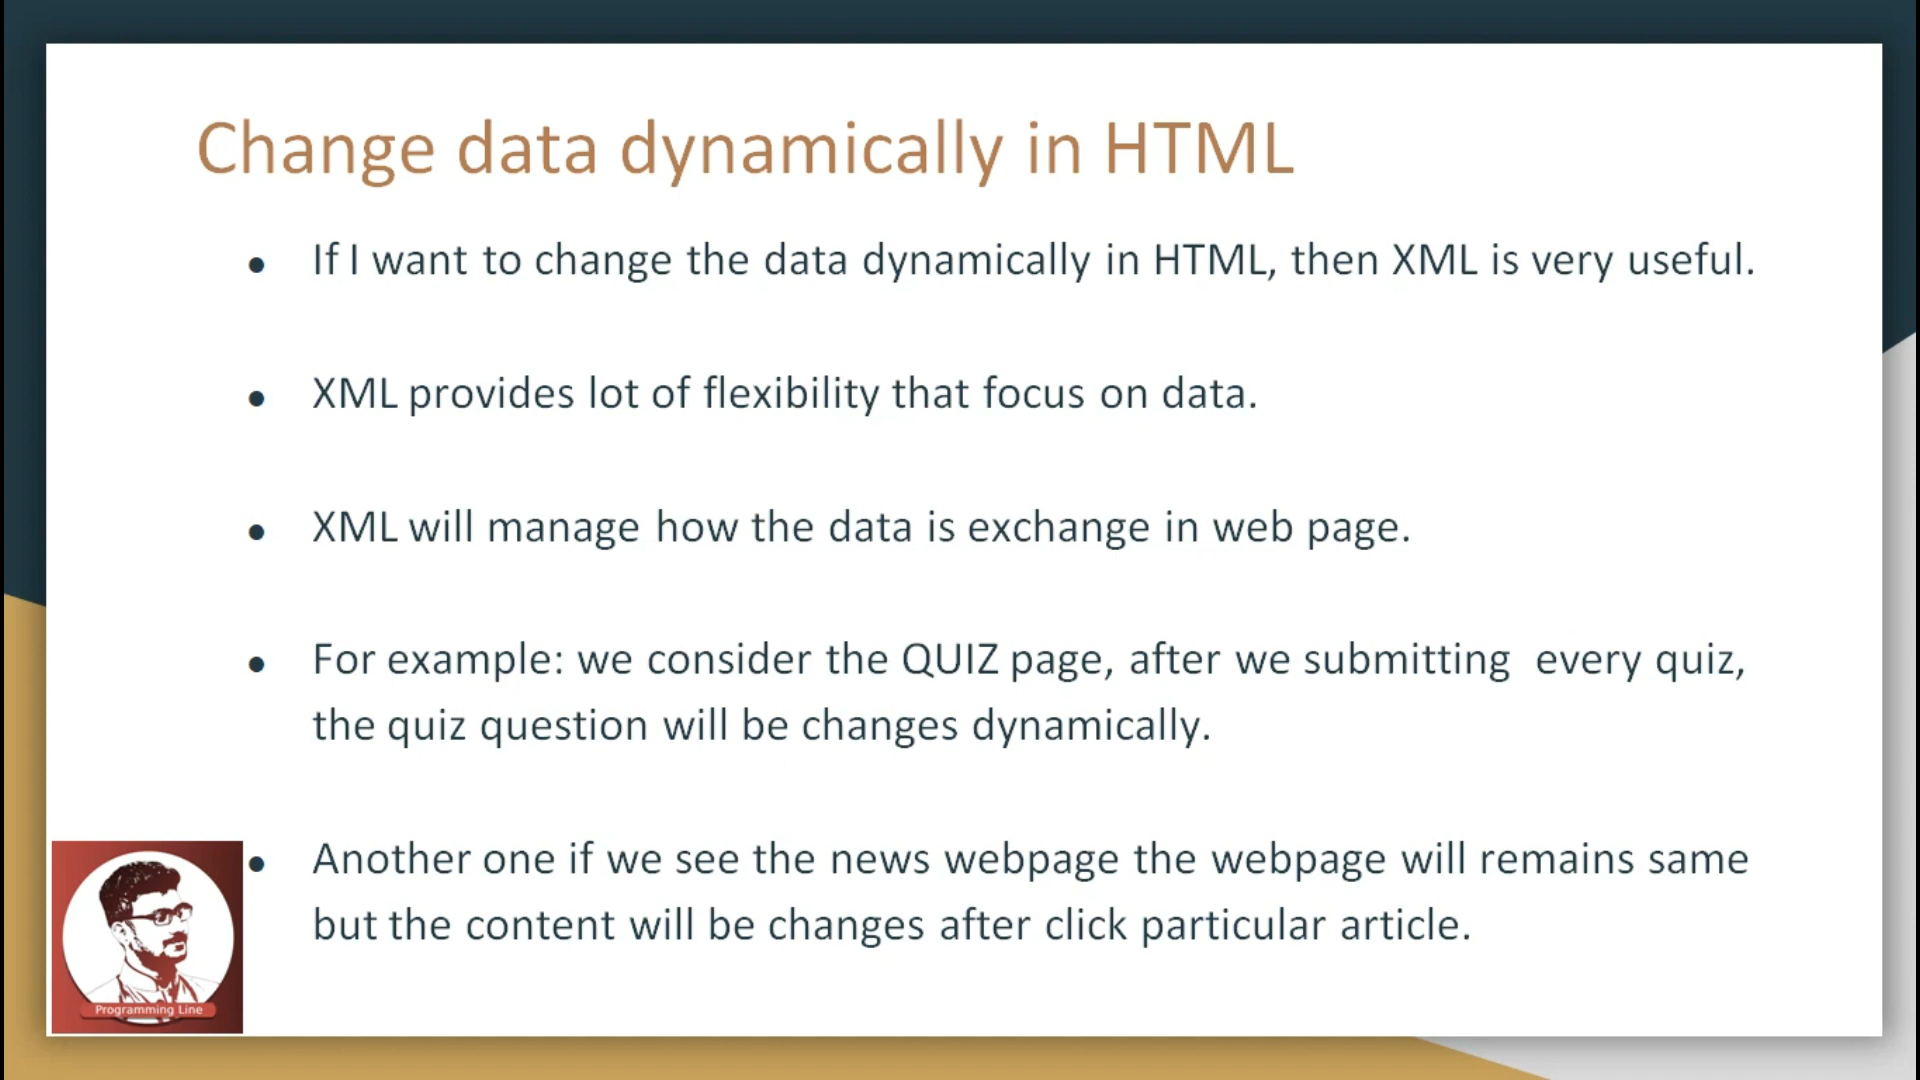 Change data dynamically in HTML
● If I want to change the data dynamically in HTML, then XML is very useful.
● XML provides lot of flexibility that focus on data.
● XML will manage how the data is exchange in web page.
● For example: we consider the QUIZ page, after we submitting every quiz,
the quiz question will be changes dynamically.
● Another one if we see the news webpage the webpage will remains same
but the content will be changes after click particular article.
Programming Line